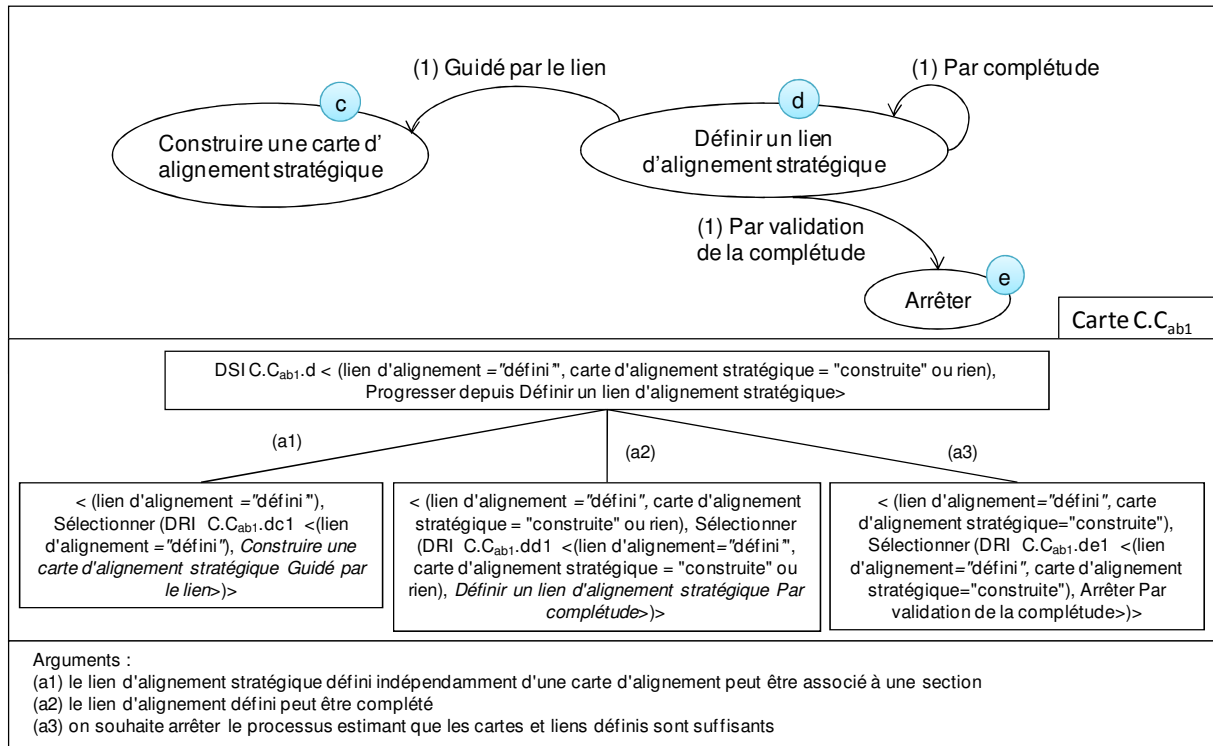 (1) Guidé par le lien
(1) Par complétude
c
d
Construire une carte d'
alignement stratégique
Définir un lien
d'alignement stratégique
(1) Par validation
de la complétude
e
Arrêter
Carte C.Cab1
DSI C.Cab1.d < (lien d'alignement ="défini'", carte d'alignement stratégique = "construite" ou rien),
Progresser depuis Définir un lien d'alignement stratégique>
(a1)
(a2)
(a3)
< (lien d'alignement ="défini'"),
Sélectionner (DRI C.Cab1.dc1 <(lien
d'alignement ="défini"), Construire une
carte d'alignement stratégique Guidé par
le lien>)>
< (lien d'alignement ="défini", carte d'alignement
stratégique = "construite" ou rien), Sélectionner
(DRI C.Cab1.dd1 <(lien d'alignement="défini'",
carte d'alignement stratégique = "construite" ou
rien), Définir un lien d'alignement stratégique Par
complétude>)>
< (lien d'alignement="défini", carte
d'alignement stratégique="construite"),
Sélectionner (DRI C.Cab1.de1 <(lien
d'alignement="défini", carte d'alignement
stratégique="construite"), Arrêter Par
validation de la complétude>)>
Arguments :
(a1) le lien d'alignement stratégique défini indépendamment d'une carte d'alignement peut être associé à une section
(a2) le lien d'alignement défini peut être complété
(a3) on souhaite arrêter le processus estimant que les cartes et liens définis sont suffisants